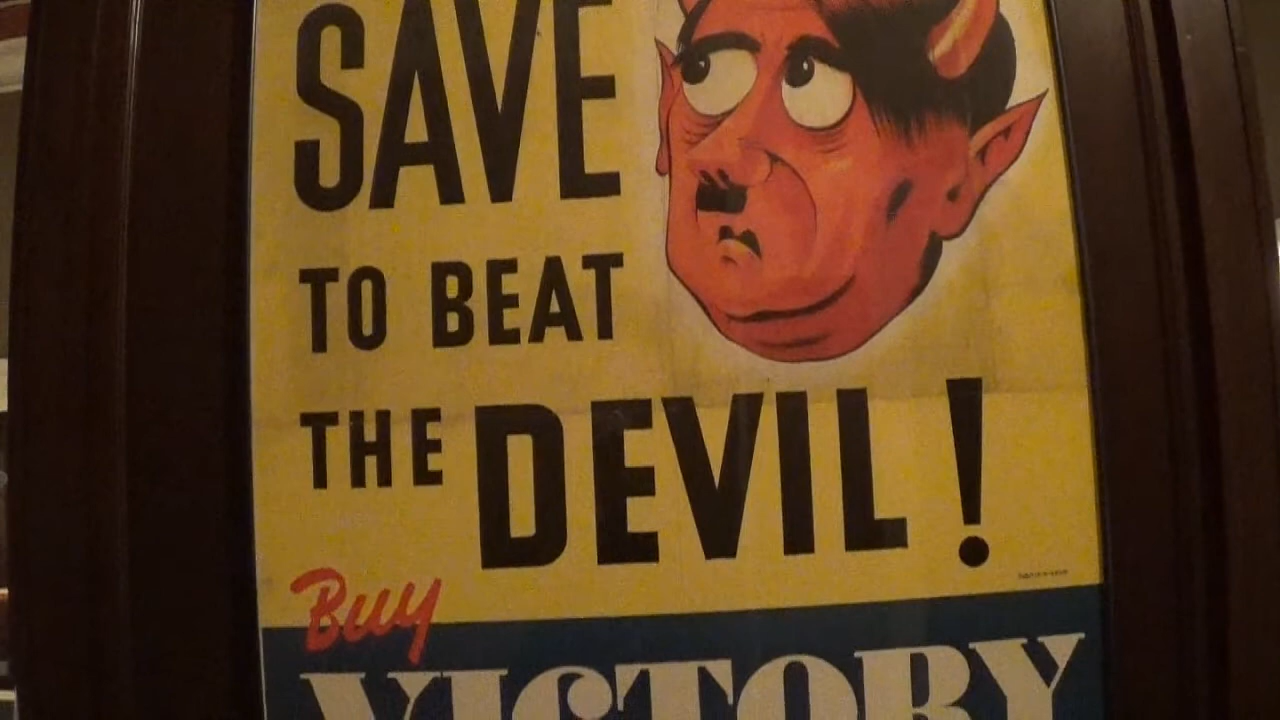 SAVE
TO BEAT
THE DEVIL!
Buy
VICTORY